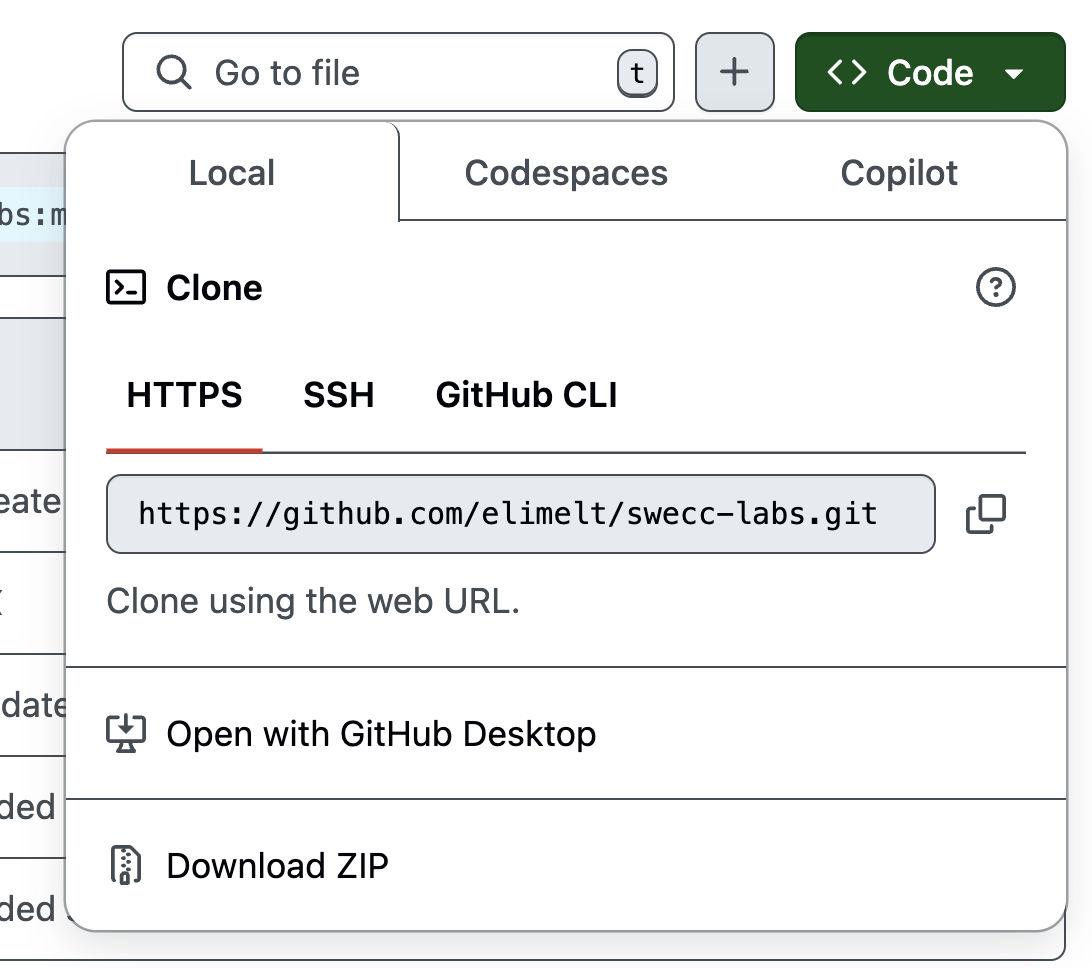 Go to file
t
Code
Local
Codespaces
Copilot
bs:m
Clone
HTTPS
SSH
GitHub CLI
eate
https://github.com/elimelt/swecc-labs.git
Clone using the web URL.
date
Open with GitHub Desktop
ded
Download ZIP
ded